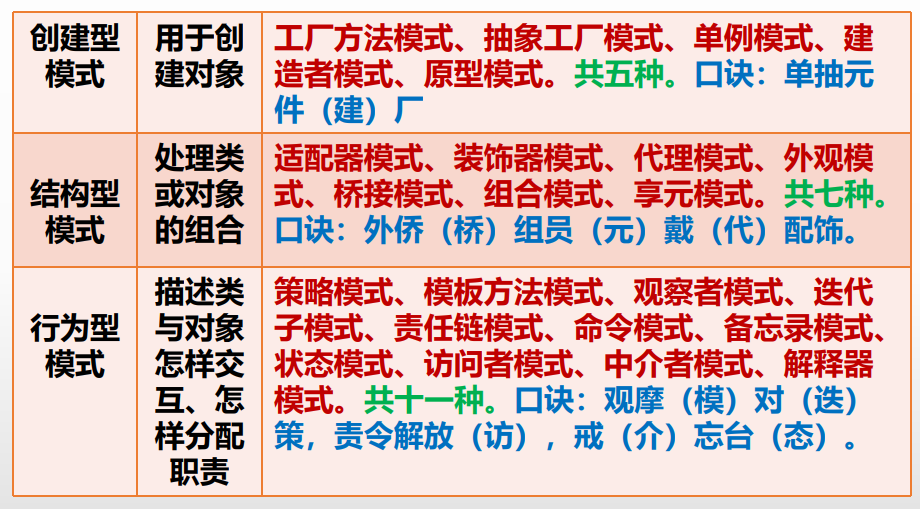 创建型
模式
用于创
建对象
工厂方法模式、抽象工厂模式、单例模式、建
造者模式、原型模式。共五种。口诀：单抽元
件（建）厂
结构型
模式
处理类
或对象
的组合
适配器模式、装饰器模式、代理模式、外观模
式、桥接模式、组合模式、享元模式。共七种。
口诀：外侨（桥）组员（元）戴（代）配饰。
行为型
模式
描述类
与对象
怎样交
互、怎
样分配
职责
策略模式、模板方法模式、观察者模式、迭代
子模式、责任链模式、命令模式、备忘录模式、
状态模式、访问者模式、中介者模式、解释器
模式。共十一种。口诀：观摩（模）对（迭）
策，责令解放（访），戒（介）忘台（态）。